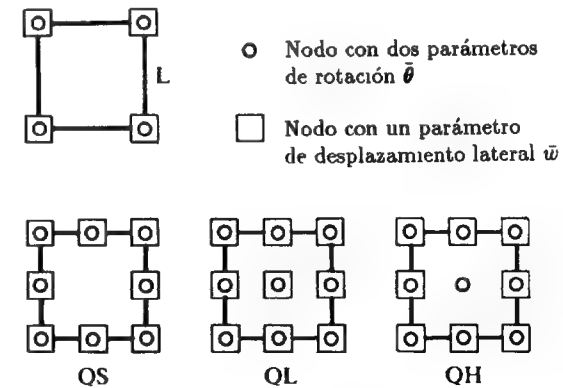 L
Nodo con dos parámetros
de rotación θ̄
Nodo con un parámetro
de desplazamiento lateral w̄
QS
QL
QH